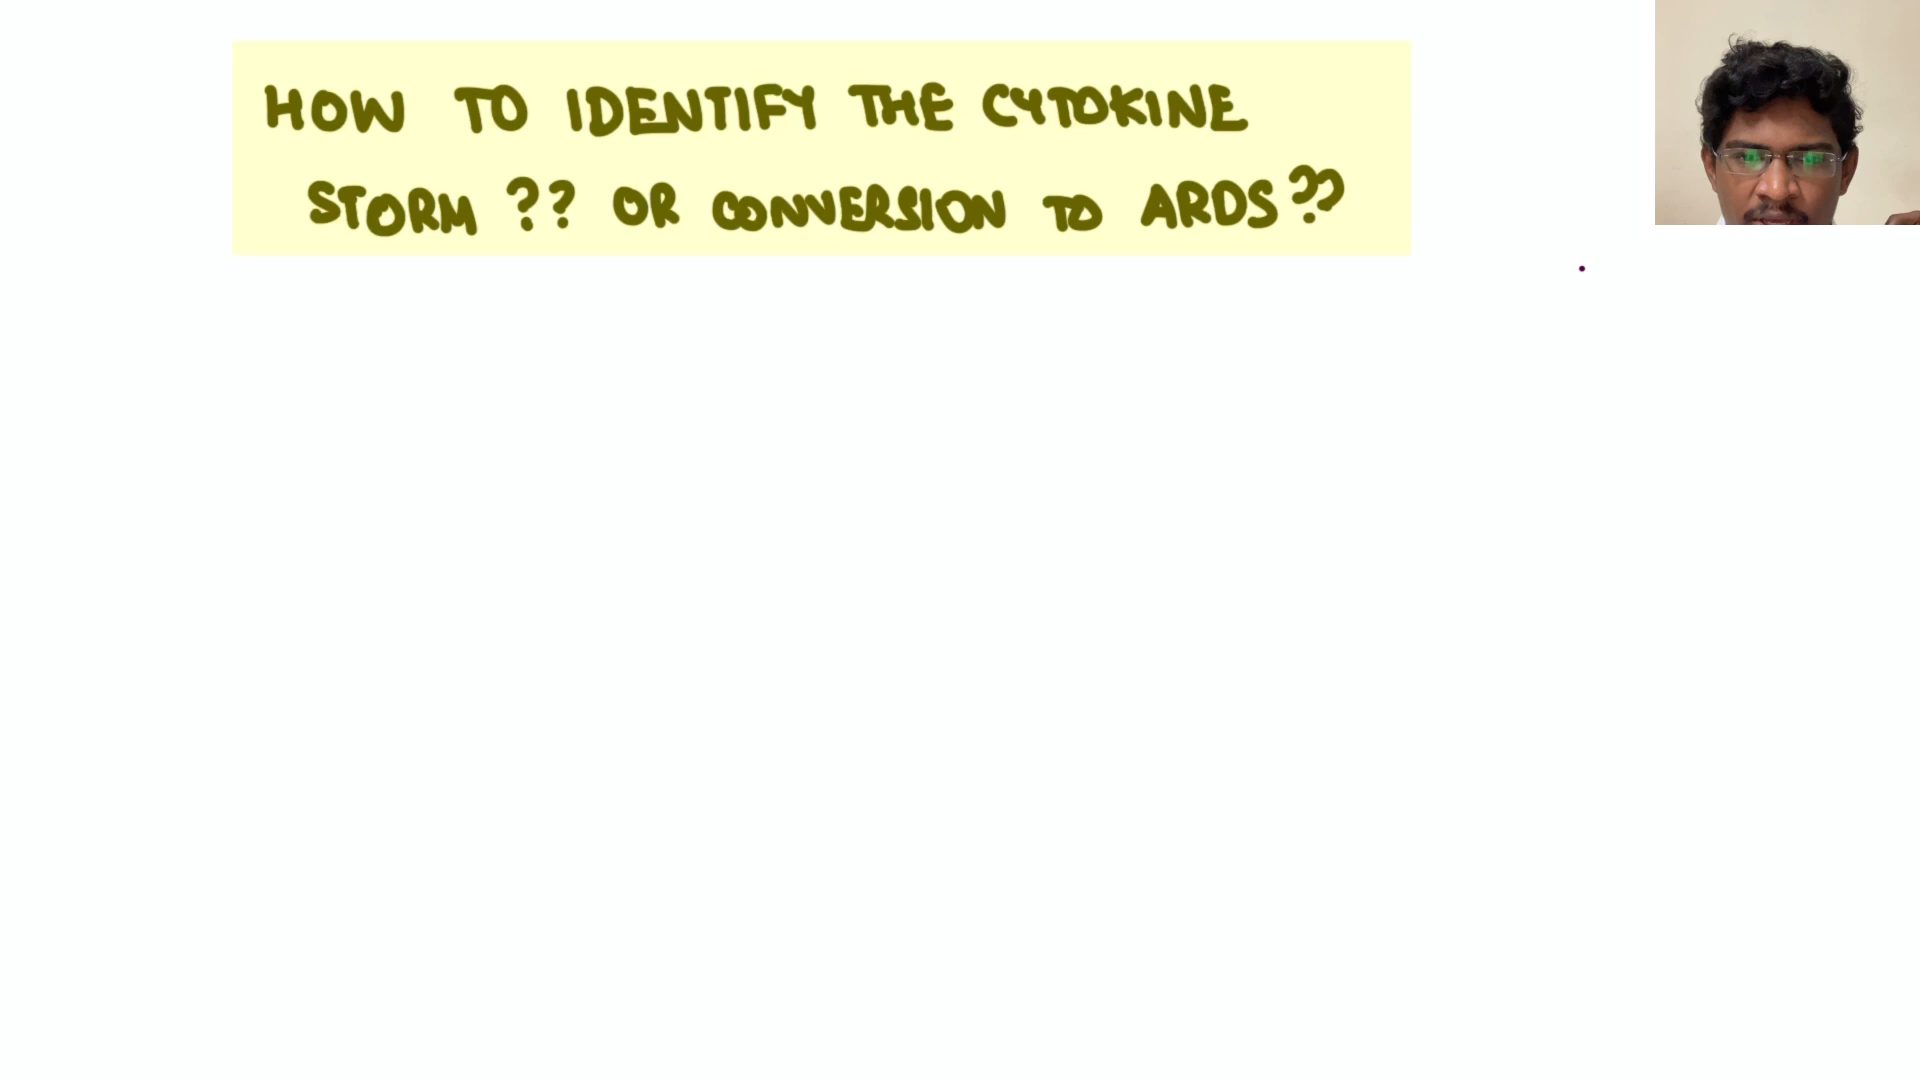 HOW TO IDENTIFY THE CYTOKINE
STORM ?? OR CONVERSION TO ARDS ??